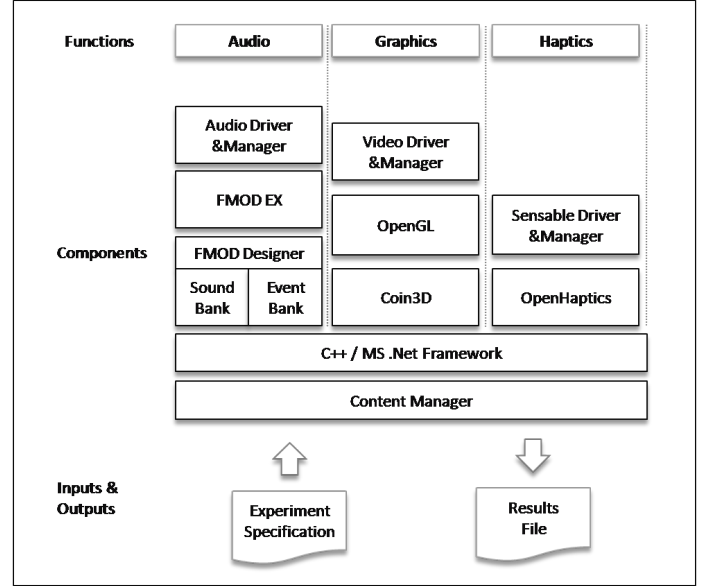 Functions
Audio
Graphics
Haptics
Components
Audio Driver
&Manager
FMOD EX
FMOD Designer
Sound
Bank
Event
Bank
Video Driver
&Manager
OpenGL
Coin3D
Sensable Driver
&Manager
OpenHaptics
C++ / MS .Net Framework
Content Manager
Inputs &
Outputs
Experiment
Specification
Results
File